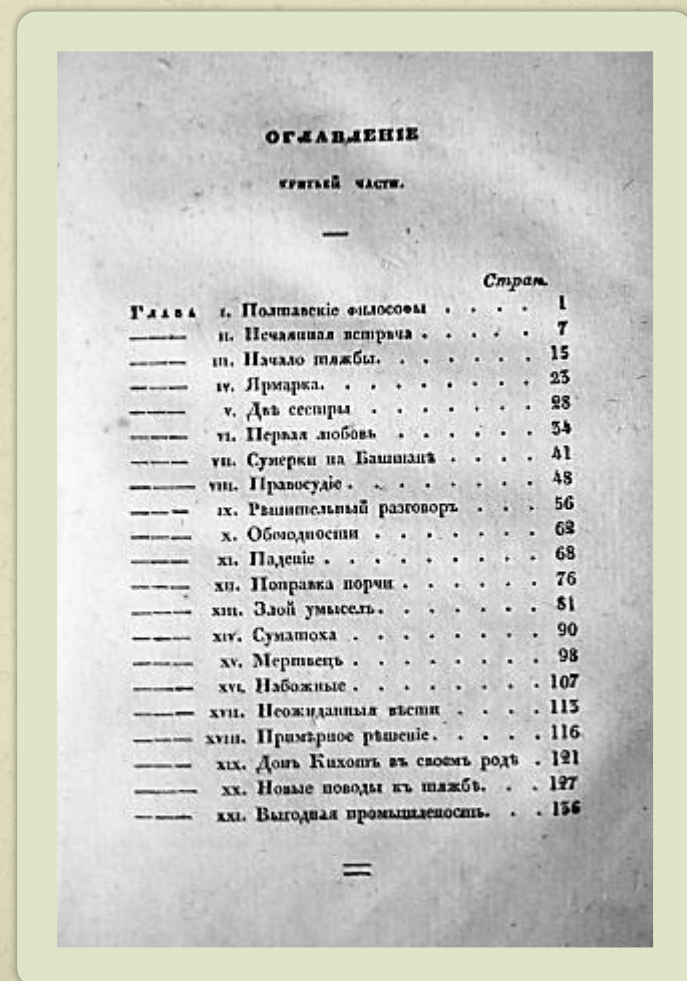 ОГЛАВЛЕНІЕ
ТРЕТЬЕЙ ЧАСТИ.
Стран.
ГЛАВА I. Полтавскіе философы . . . . 1
——— II. Нечаянная встрѣча . . . . . 7
——— III. Начало тяжбы. . . . . . . 15
——— IV. Ярмарка. . . . . . . . . 23
——— V. Двѣ сестры . . . . . . . 28
——— VI. Первая любовь . . . . . . 34
——— VII. Сумерки на Баштанѣ . . . . 41
——— VIII. Правосудіе . . . . . . . . 48
——— IX. Рѣшительный разговоръ . . . 56
——— X. Обоюдности . . . . . . . 62
——— XI. Паденіе . . . . . . . . . 68
——— XII. Поправка порчи . . . . . . 76
——— XIII. Злой умыселъ. . . . . . . 81
——— XIV. Суматоха . . . . . . . . 90
——— XV. Мертвецъ . . . . . . . . 98
——— XVI. Набожные . . . . . . . . 107
——— XVII. Неожиданныя вѣсти . . . . 113
——— XVIII. Примѣрное рѣшеніе. . . . . 116
——— XIX. Донъ Кихотъ въ своемъ родѣ . 121
——— XX. Новые поводы къ тяжбѣ. . . 127
——— XXI. Выгодная промышленость. . . 136